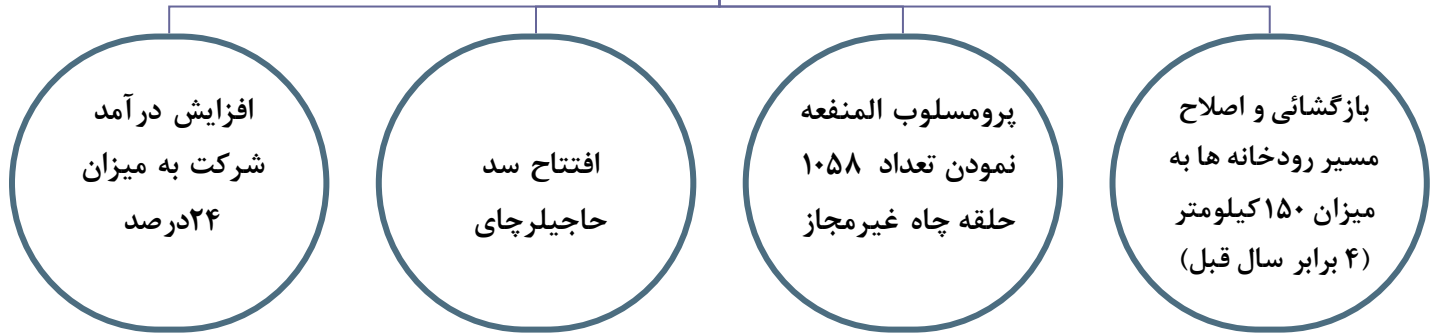 بازگشائی و اصلاح
مسیر رودخانه ها به
میزان ۱۵۰کیلومتر
(۴ برابر سال قبل)
پرومسلوب المنفعه
نمودن تعداد ۱۰۵۸
حلقه چاه غیرمجاز
افتتاح سد
حاجیلرچای
افزایش درآمد
شرکت به میزان
۲۴درصد